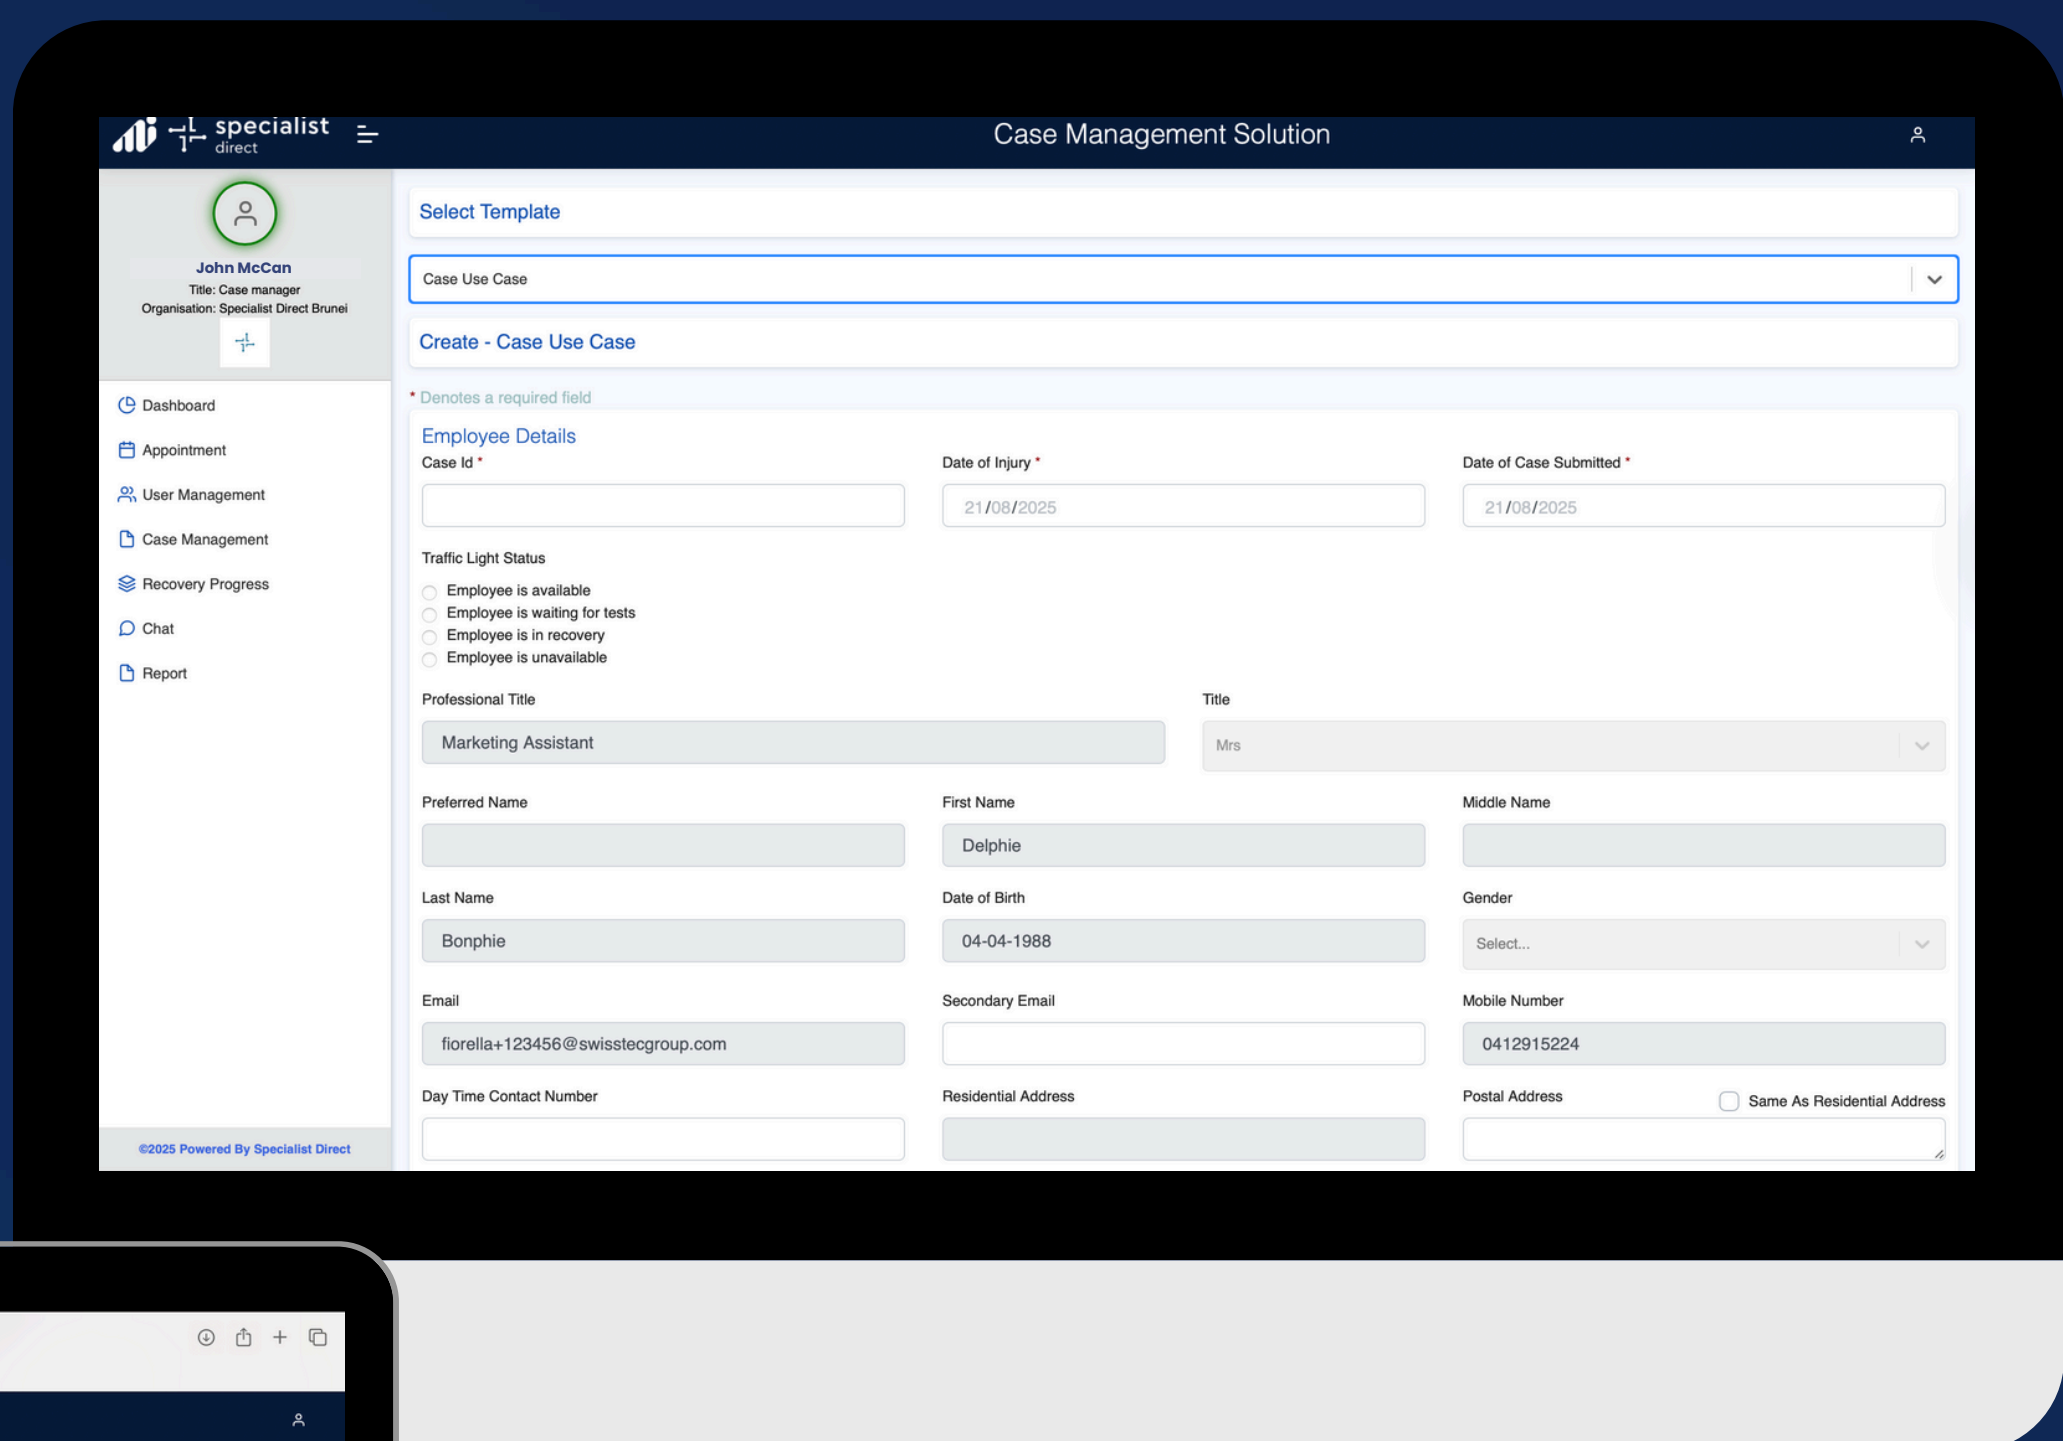 specialist
direct
Case Management Solution
John McCan
Title: Case manager
Organisation: Specialist Direct Brunei
Dashboard
Appointment
User Management
Case Management
Recovery Progress
Chat
Report
©2025 Powered By Specialist Direct
Select Template
Case Use Case
Create - Case Use Case
* Denotes a required field
Employee Details
Case Id * Date of Injury * Date of Case Submitted *
21/08/2025 21/08/2025
Traffic Light Status
Employee is available
Employee is waiting for tests
Employee is in recovery
Employee is unavailable
Professional Title Title
Marketing Assistant Mrs
Preferred Name First Name Middle Name
Delphie
Last Name Date of Birth Gender
Bonphie 04-04-1988 Select...
Email Secondary Email Mobile Number
fiorella+123456@swisstecgroup.com 0412915224
Day Time Contact Number Residential Address Postal Address Same As Residential Address